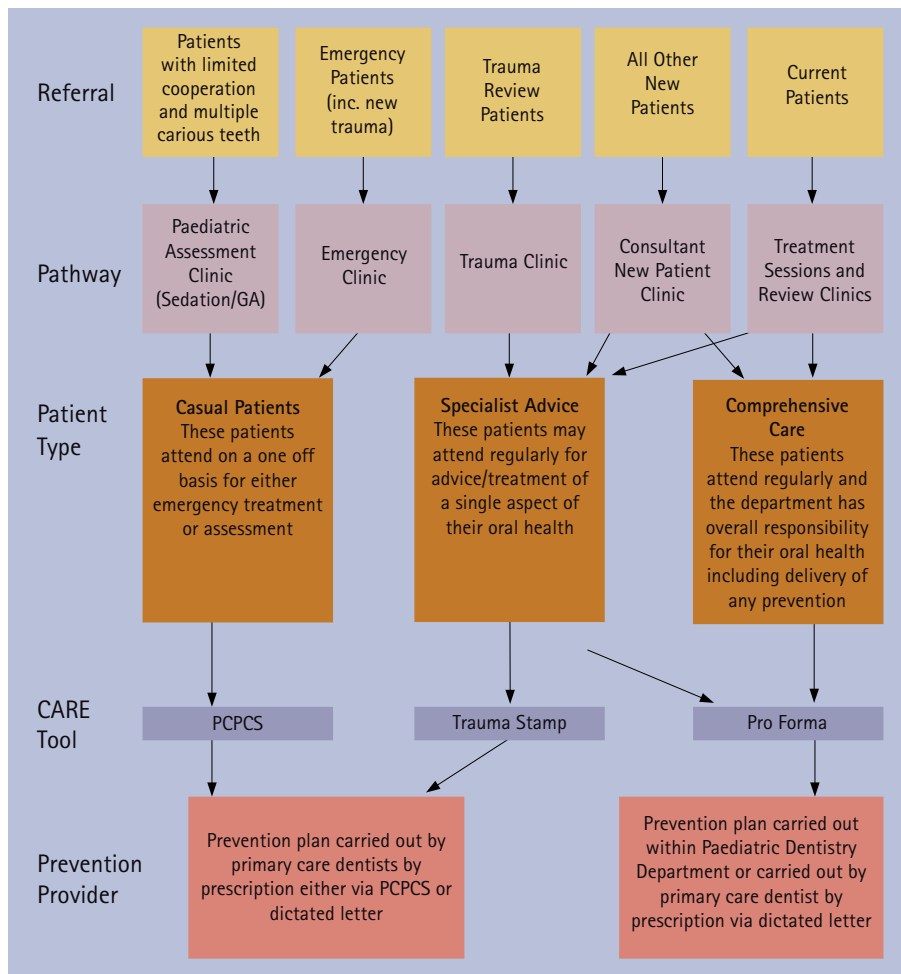 Referral
Patients
with limited
cooperation
and multiple
carious teeth
Emergency
Patients
(inc. new
trauma)
Trauma
Review
Patients
All Other
New
Patients
Current
Patients
Pathway
Paediatric
Assessment
Clinic
(Sedation/GA)
Emergency
Clinic
Trauma Clinic
Consultant
New Patient
Clinic
Treatment
Sessions and
Review Clinics
Patient
Type
Casual Patients
These patients
attend on a one off
basis for either
emergency treatment
or assessment
Specialist Advice
These patients may
attend regularly for
advice/treatment of
a single aspect of
their oral health
Comprehensive
Care
These patients
attend regularly and
the department has
overall responsibility
for their oral health
including delivery of
any prevention
CARE
Tool
PCPCS
Trauma Stamp
Pro Forma
Prevention
Provider
Prevention plan carried out by
primary care dentists by
prescription either via PCPCS or
dictated letter
Prevention plan carried out
within Paediatric Dentistry
Department or carried out by
primary care dentist by
prescription via dictated letter